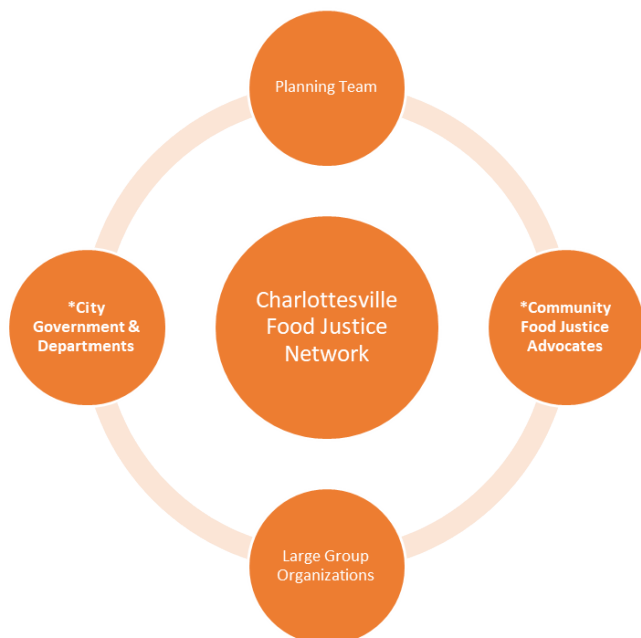 Planning Team
*City
Government &
Departments
Charlottesville
Food Justice
Network
*Community
Food Justice
Advocates
Large Group
Organizations